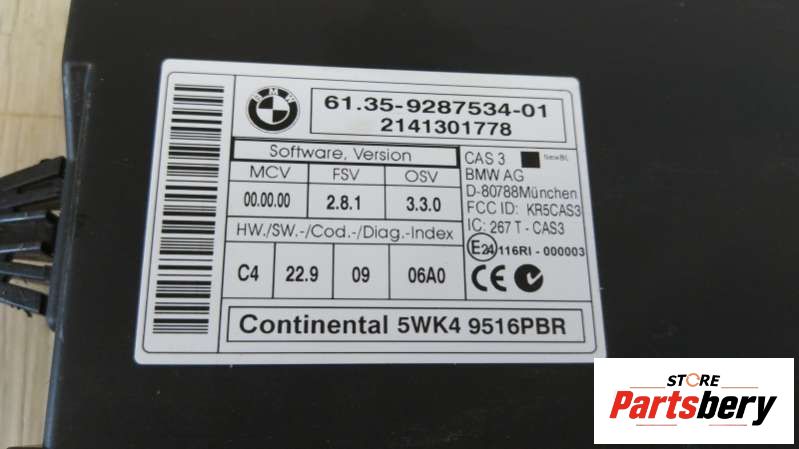 BMW
61.35-9287534-01
2141301778
Software, Version
MCV FSV OSV
00.00.00 2.8.1 3.3.0
HW./SW.-/Cod.-/Diag.-Index
C4 22.9 09 06A0
CAS 3 NewBL
BMW AG
D-80788München
FCC ID: KR5CAS3
IC: 267 T - CAS3
E24 116RI - 000003
CE N
Continental 5WK4 9516PBR
STORE
Partsbery